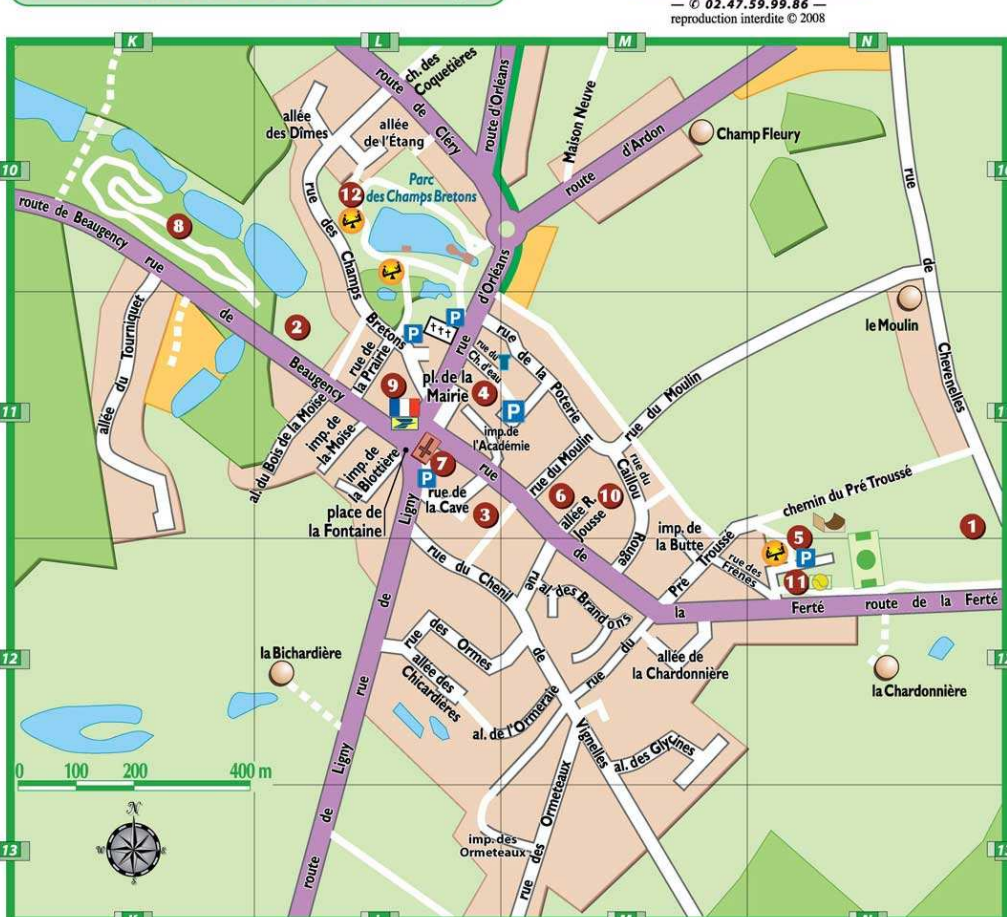 — ✆ 02.47.59.99.86 —
reproduction interdite © 2008
K
L
M
N
10
11
12
13
route de Cléry
ch. des
Coquetières
route d'Orléans
Maison Neuve
route d'Ardon
Champ Fleury
allée
des Dîmes
allée
de l'Étang
Parc
des Champs Bretons
12
8
route de Beaugency
rue des Champs Bretons
rue d'Orléans
rue de Chevenelles
le Moulin
allée du Tourniquet
rue de Beaugency
2
rue de
la Prairie
9
pl. de la
Mairie
4
P
P
P
rue du
Ch. d'eau
rue de la Poterie
rue du Moulin
al. du Bois de la Moïse
imp. de
la Moïse
imp. de
la Blottière
imp. de
l'Académie
rue du Moulin
7
P
rue de
la Cave
3
place de
la Fontaine
6
10
allée R.
Jousse
rue du
Caillou
Rouge
chemin du Pré Troussé
1
5
P
11
imp. de
la Butte
Pré Troussé
rue des
Frênes
rue de la Ferté
route de la Ferté
rue du Chenil
rue de Vignelles
al. des Brandons
rue du
allée de
la Chardonnière
la Chardonnière
la Bichardière
rue des Ormes
allée des
Chicardières
al. de l'Ormeraie
al. des Glycines
rue de Ligny
route de Ligny
0 100 200 400 m
N
imp. des
Ormeteaux
rue des Ormeteaux
K
L
M
N